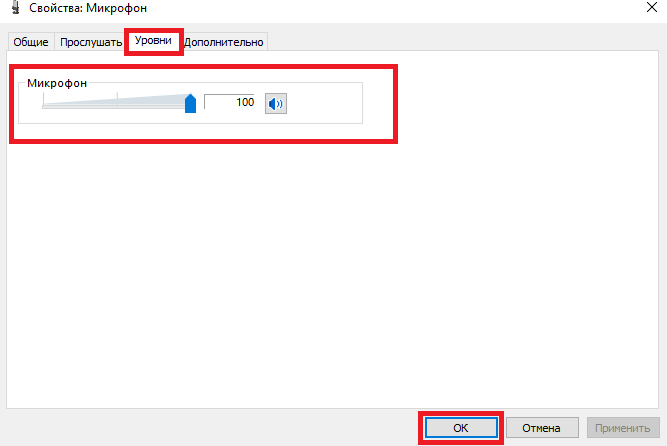 Свойства: Микрофон
Общие Прослушать Уровни Дополнительно
Микрофон
100
ОК Отмена Применить